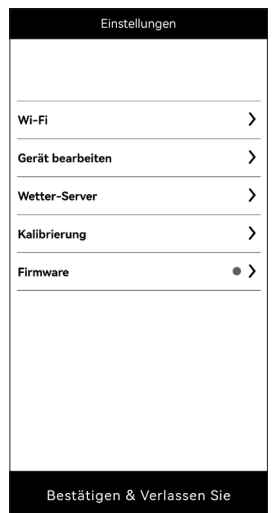 Einstellungen
Wi-Fi
Gerät bearbeiten
Wetter-Server
Kalibrierung
Firmware
Bestätigen & Verlassen Sie